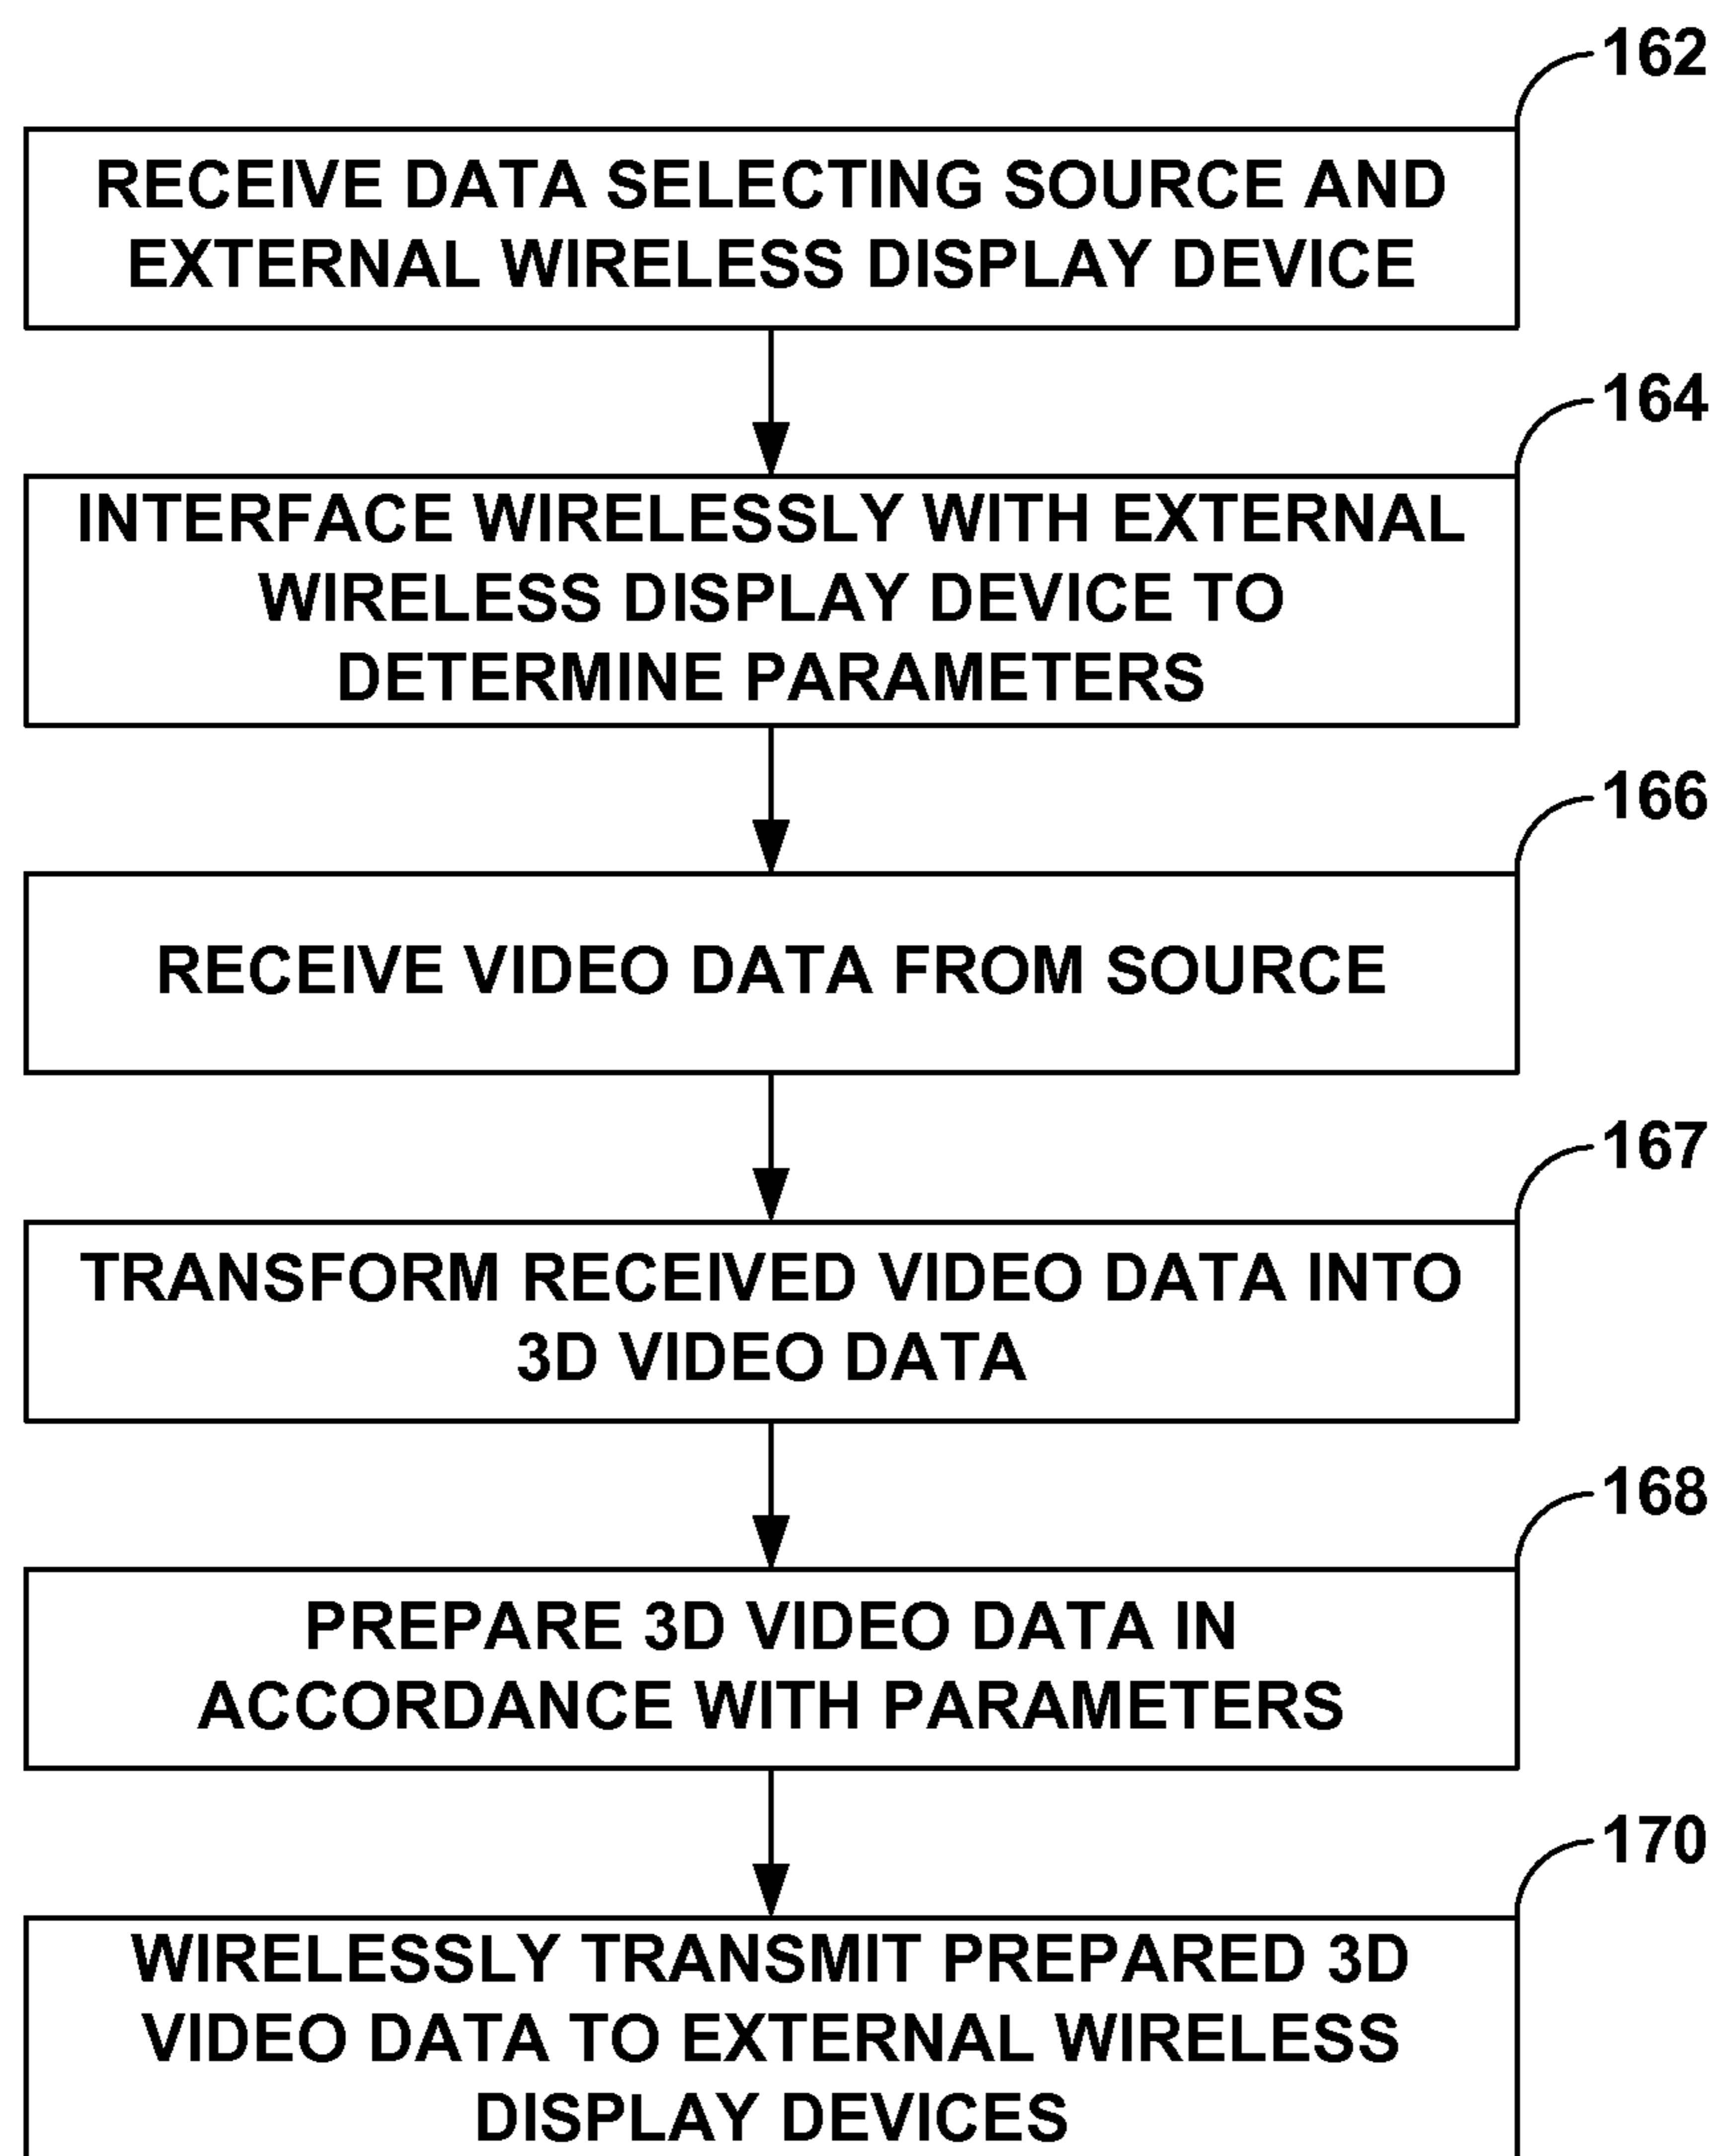 162
RECEIVE DATA SELECTING SOURCE AND
EXTERNAL WIRELESS DISPLAY DEVICE
164
INTERFACE WIRELESSLY WITH EXTERNAL
WIRELESS DISPLAY DEVICE TO
DETERMINE PARAMETERS
166
RECEIVE VIDEO DATA FROM SOURCE
167
TRANSFORM RECEIVED VIDEO DATA INTO
3D VIDEO DATA
168
PREPARE 3D VIDEO DATA IN
ACCORDANCE WITH PARAMETERS
170
WIRELESSLY TRANSMIT PREPARED 3D
VIDEO DATA TO EXTERNAL WIRELESS
DISPLAY DEVICES